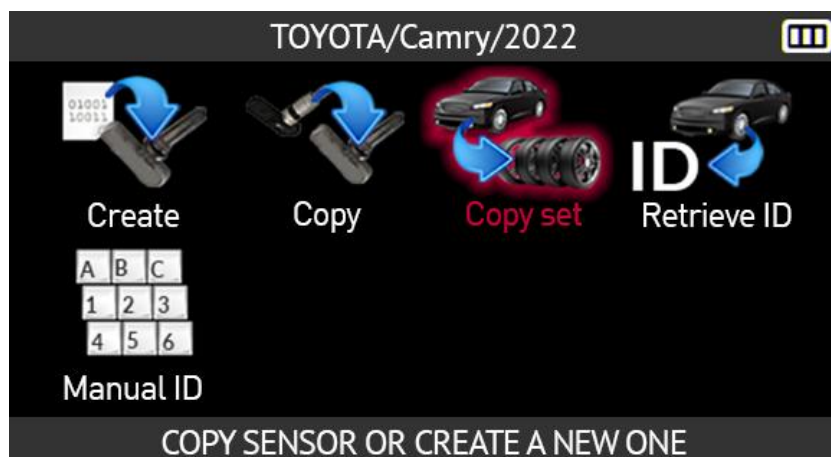 TOYOTA/Camry/2022
01001
10011
Create
Copy
Copy set
ID
Retrieve ID
A B C
1 2 3
4 5 6
Manual ID
COPY SENSOR OR CREATE A NEW ONE